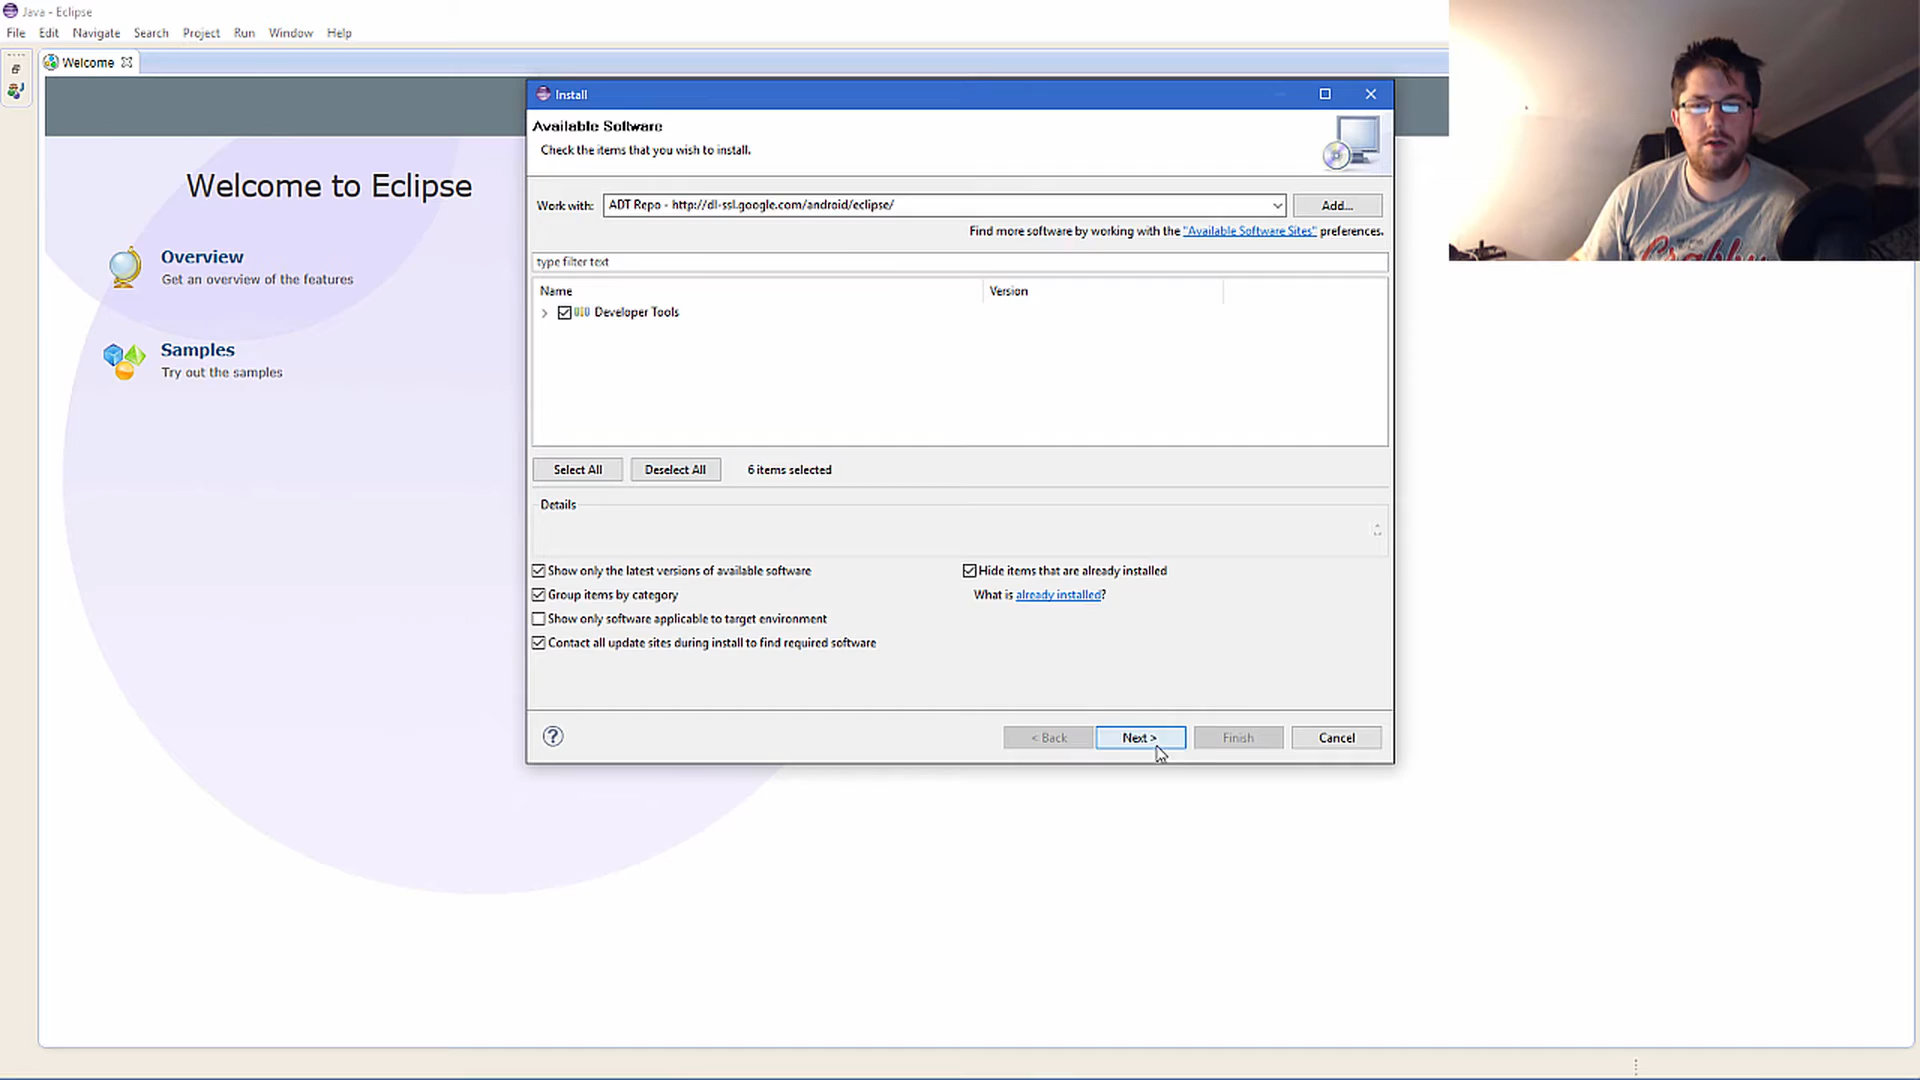 Java - Eclipse
File Edit Navigate Search Project Run Window Help
Welcome
Welcome to Eclipse
Overview
Get an overview of the features
Samples
Try out the samples
Install
Available Software
Check the items that you wish to install.
Work with: ADT Repo - http://dl-ssl.google.com/android/eclipse/ Add...
Find more software by working with the "Available Software Sites" preferences.
type filter text
Name Version
Developer Tools
Select All Deselect All 6 items selected
Details
Show only the latest versions of available software Hide items that are already installed
Group items by category What is already installed?
Show only software applicable to target environment
Contact all update sites during install to find required software
? < Back Next > Finish Cancel